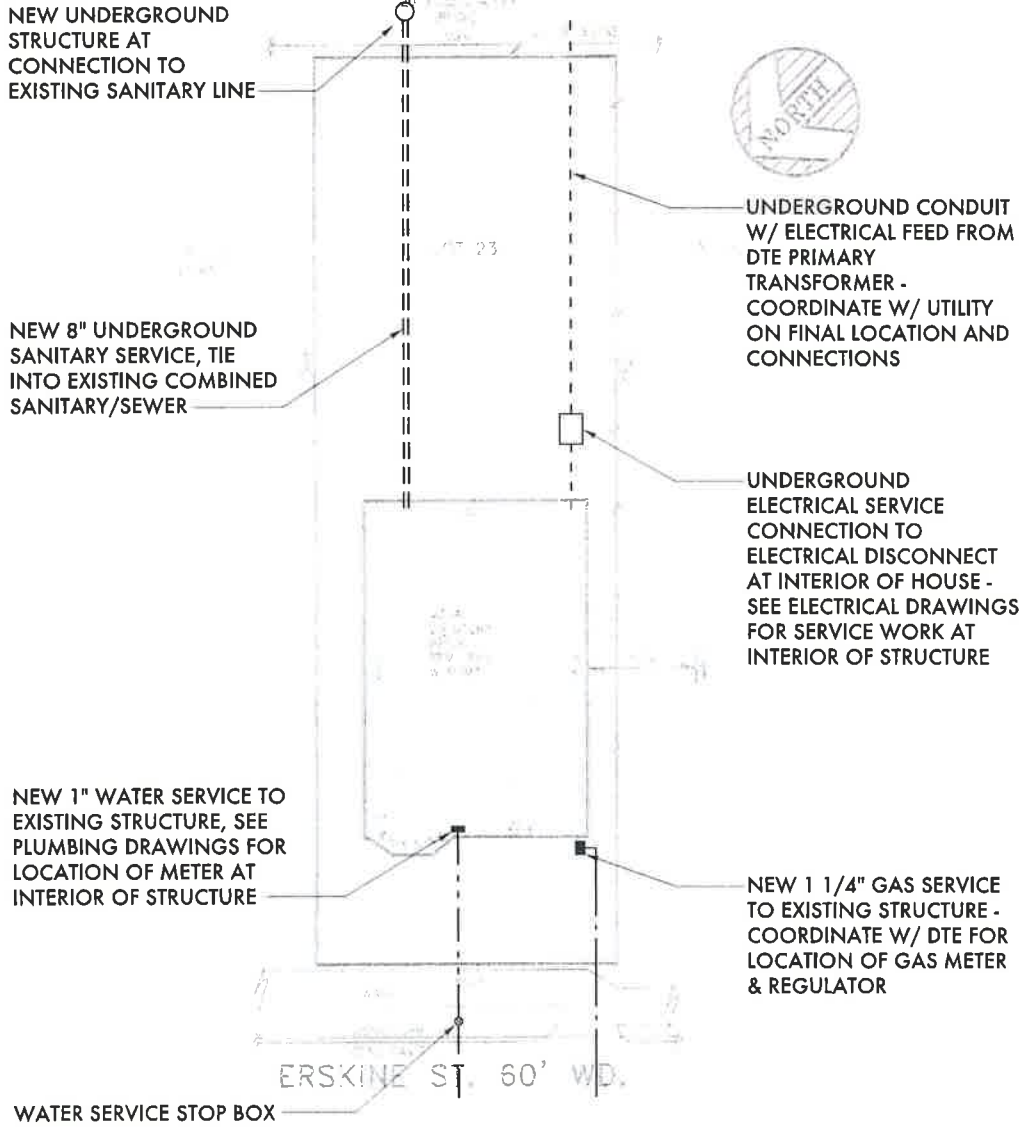 NEW UNDERGROUND
STRUCTURE AT
CONNECTION TO
EXISTING SANITARY LINE
NORTH
UNDERGROUND CONDUIT
W/ ELECTRICAL FEED FROM
DTE PRIMARY
TRANSFORMER -
COORDINATE W/ UTILITY
ON FINAL LOCATION AND
CONNECTIONS
23
NEW 8" UNDERGROUND
SANITARY SERVICE, TIE
INTO EXISTING COMBINED
SANITARY/SEWER
UNDERGROUND
ELECTRICAL SERVICE
CONNECTION TO
ELECTRICAL DISCONNECT
AT INTERIOR OF HOUSE -
SEE ELECTRICAL DRAWINGS
FOR SERVICE WORK AT
INTERIOR OF STRUCTURE
NEW 1" WATER SERVICE TO
EXISTING STRUCTURE, SEE
PLUMBING DRAWINGS FOR
LOCATION OF METER AT
INTERIOR OF STRUCTURE
NEW 1 1/4" GAS SERVICE
TO EXISTING STRUCTURE -
COORDINATE W/ DTE FOR
LOCATION OF GAS METER
& REGULATOR
ERSKINE ST. 60' WD.
WATER SERVICE STOP BOX